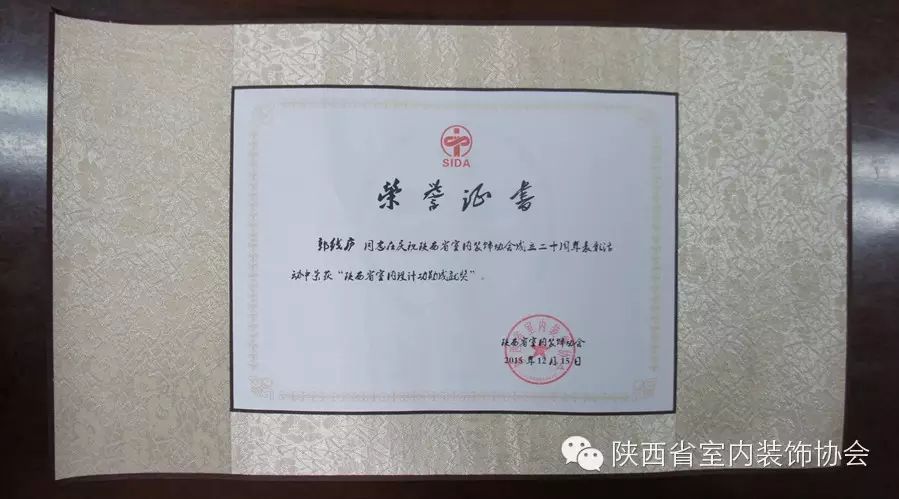 SIDA
荣誉证书
郭线庐 同志在庆祝陕西省室内装饰协会成立二十周年表彰活
动中荣获“陕西省室内设计功勋成就奖”。
陕西省室内装饰协会
2015年12月15日
陕西省室内装饰协会